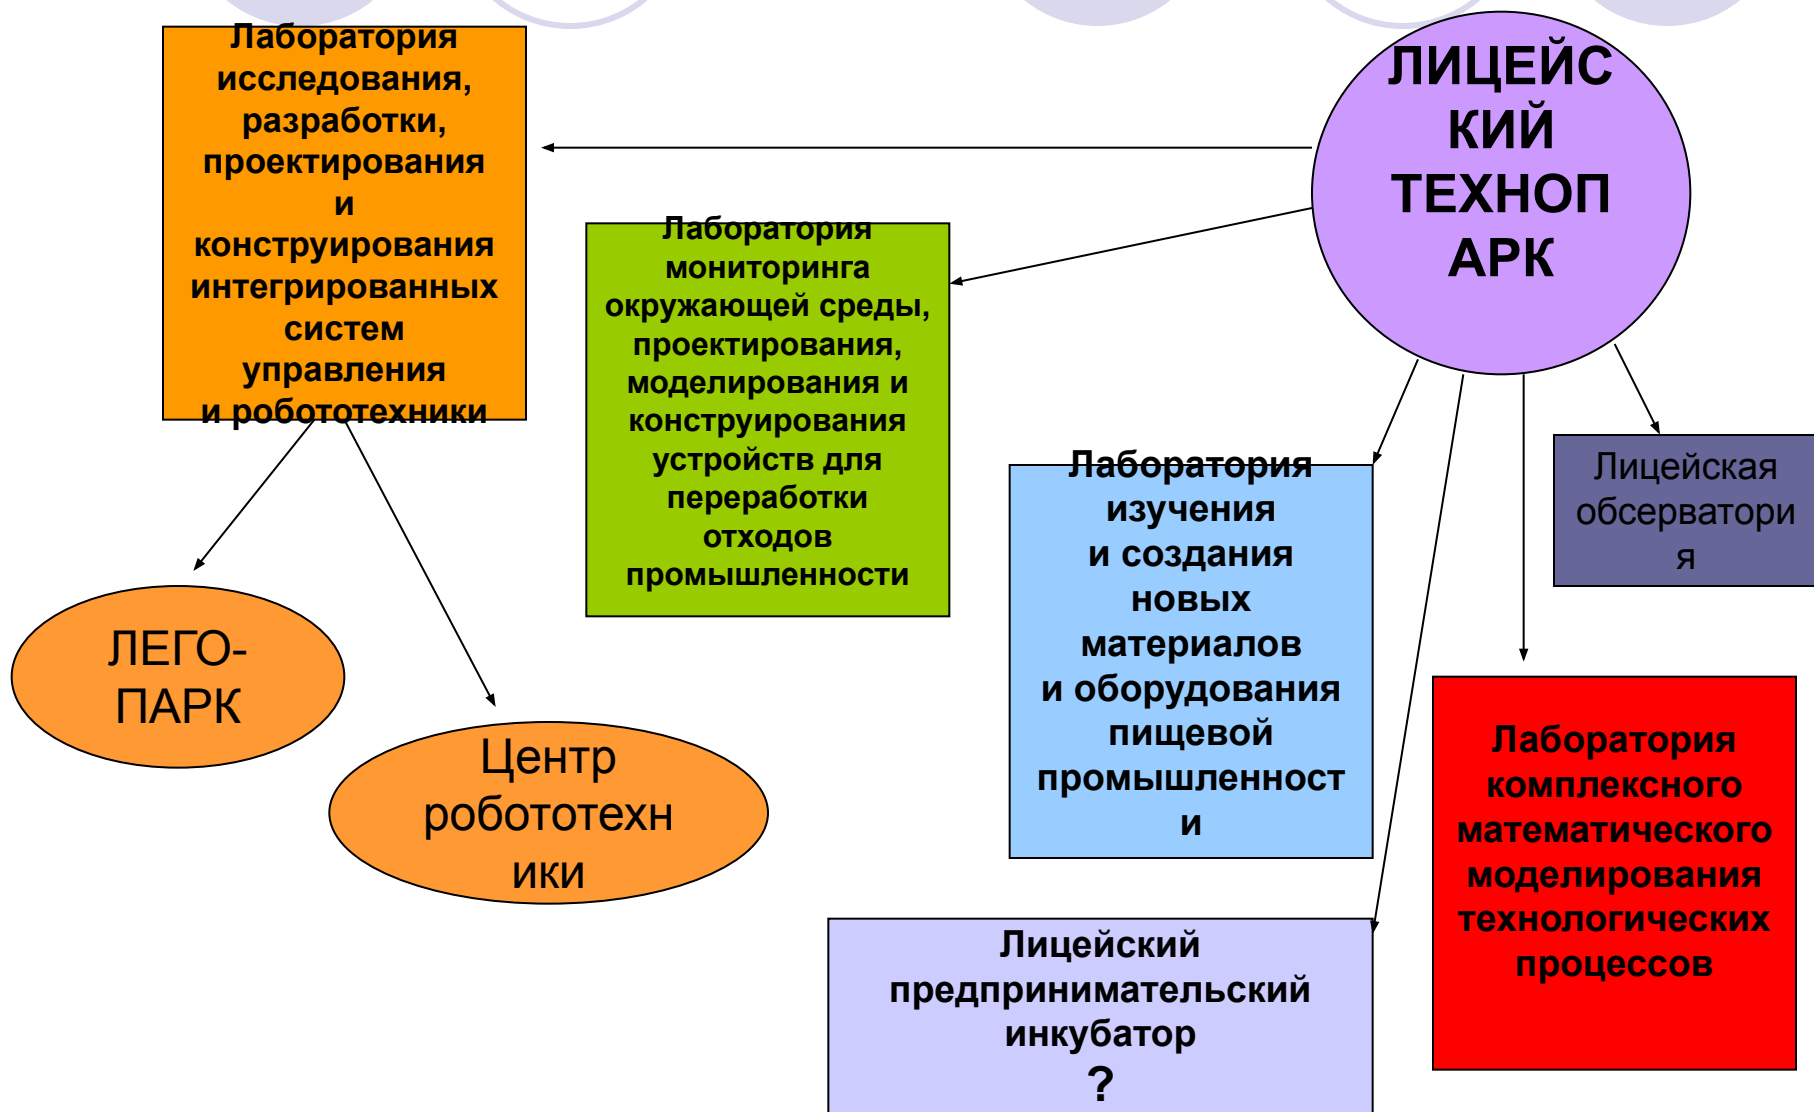 Лаборатория
исследования,
разработки,
проектирования
и
конструирования
интегрированных
систем
управления
и робототехники
ЛИЦЕЙС
КИЙ
ТЕХНОП
АРК
Лаборатория
мониторинга
окружающей среды,
проектирования,
моделирования и
конструирования
устройств для
переработки
отходов
промышленности
Лаборатория
изучения
и создания
новых
материалов
и оборудования
пищевой
промышленност
и
Лицейская
обсерватори
я
ЛЕГО-
ПАРК
Центр
робототехн
ики
Лаборатория
комплексного
математического
моделирования
технологических
процессов
Лицейский
предпринимательский
инкубатор
?